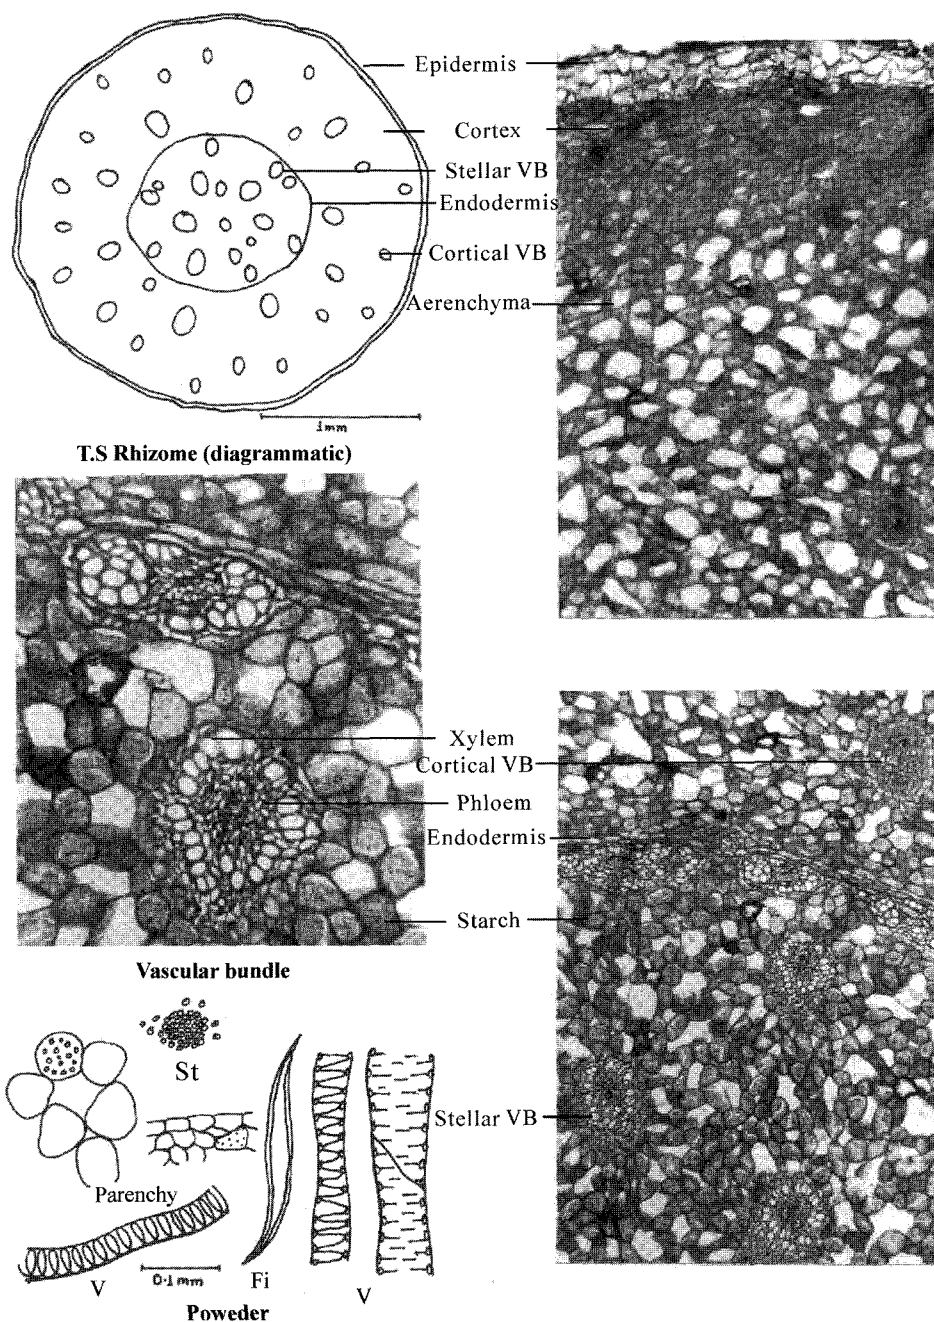 Epidermis
Cortex
Stellar VB
Endodermis
Cortical VB
Aerenchyma
1mm
T.S Rhizome (diagrammatic)
Xylem
Cortical VB
Phloem
Endodermis
Starch
Vascular bundle
St
Stellar VB
Parenchy
V
0.1mm
Fi
V
Poweder